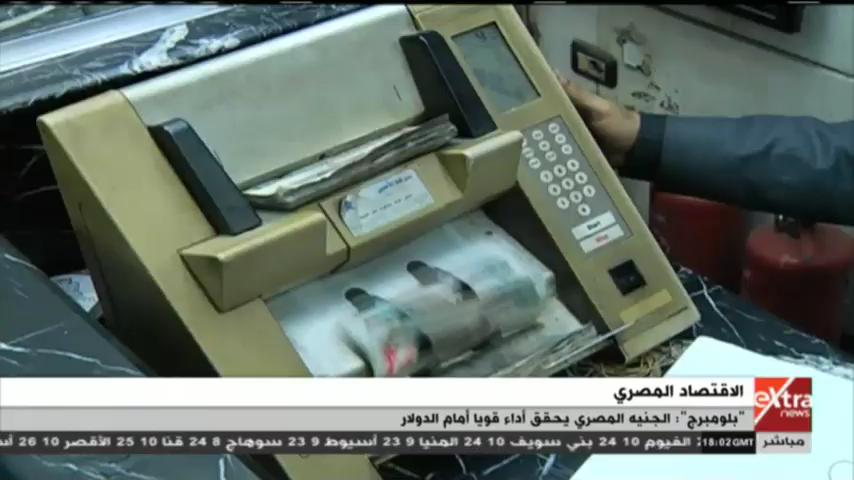 الاقتصاد المصري
"بلومبرج": الجنيه المصري يحقق أداء قويا أمام الدولار
eXtra
news
مباشر
18:02GMT
الفيوم 10 24 بني سويف 10 24 المنيا 9 23 أسيوط 9 23 سوهاج 8 24 قنا 10 25 الأقصر 10 26